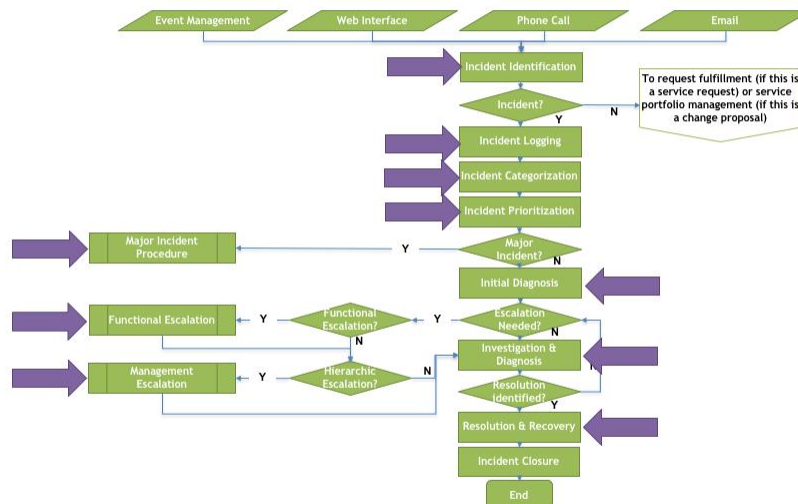 Event Management
Web Interface
Phone Call
Email
Incident Identification
To request fulfillment (if this is
a service request) or service
portfolio management (if this is
a change proposal)
Incident?
N
Y
Incident Logging
Incident Categorization
Incident Prioritization
Major Incident
Procedure
Y
Major
Incident?
N
Initial Diagnosis
Functional Escalation
Y
Functional
Escalation?
Y
Escalation
Needed?
N
N
Investigation &
Diagnosis
Management
Escalation
Y
Hierarchic
Escalation?
N
Resolution
identified?
Y
Resolution & Recovery
Incident Closure
End